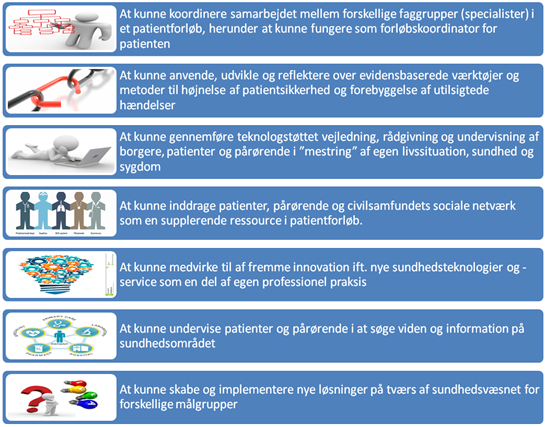 At kunne koordinere samarbejdet mellem forskellige faggrupper (specialister) i
et patientforløb, herunder at kunne fungere som forløbskoordinator for
patienten
At kunne anvende, udvikle og reflektere over evidensbaserede værktøjer og
metoder til højnelse af patientsikkerhed og forebyggelse af utilsigtede
hændelser
At kunne gennemføre teknologstøttet vejledning, rådgivning og undervisning af
borgere, patienter og pårørende i ”mestring” af egen livssituation, sundhed og
sygdom
At kunne inddrage patienter, pårørende og civilsamfundets sociale netværk
som en supplerende ressource i patientforløb.
At kunne medvirke til af fremme innovation ift. nye sundhedsteknologier og -
service som en del af egen professionel praksis
At kunne undervise patienter og pårørende i at søge viden og information på
sundhedsområdet
At kunne skabe og implementere nye løsninger på tværs af sundhedsvæsnet for
forskellige målgrupper